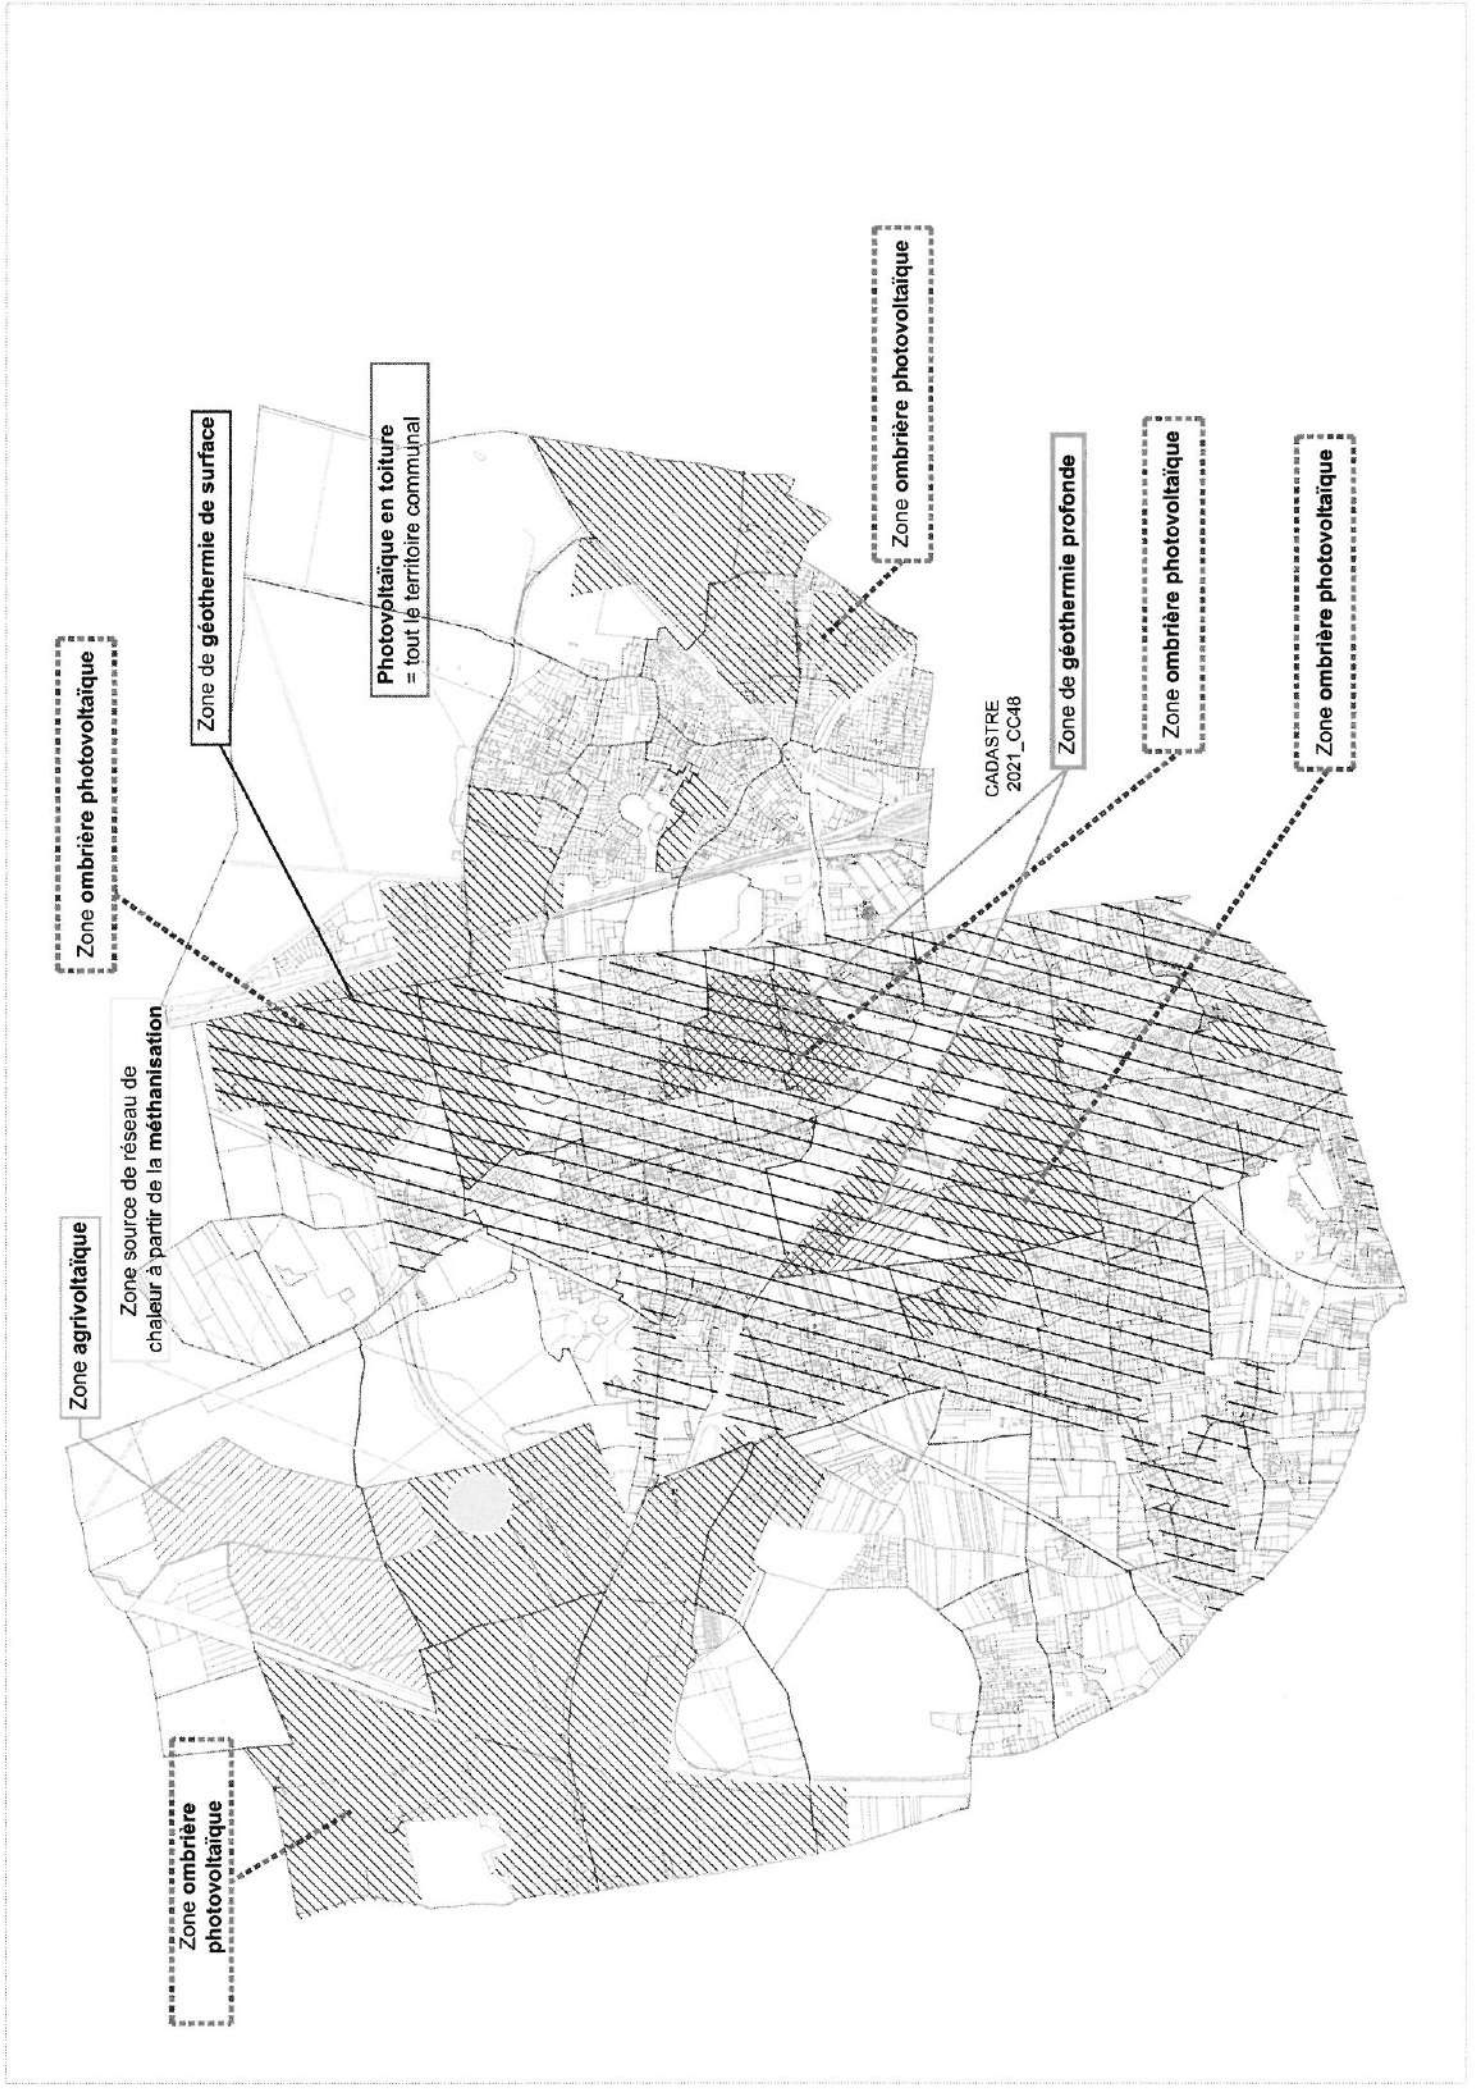 Zone agrivoltaïque
Zone ombrière photovoltaïque
Zone source de réseau de
chaleur à partir de la méthanisation
Zone ombrière
photovoltaïque
Zone de géothermie de surface
Photovoltaïque en toiture
= tout le territoire communal
Zone ombrière photovoltaïque
CADASTRE
2021_CC48
Zone de géothermie profonde
Zone ombrière photovoltaïque
Zone ombrière photovoltaïque